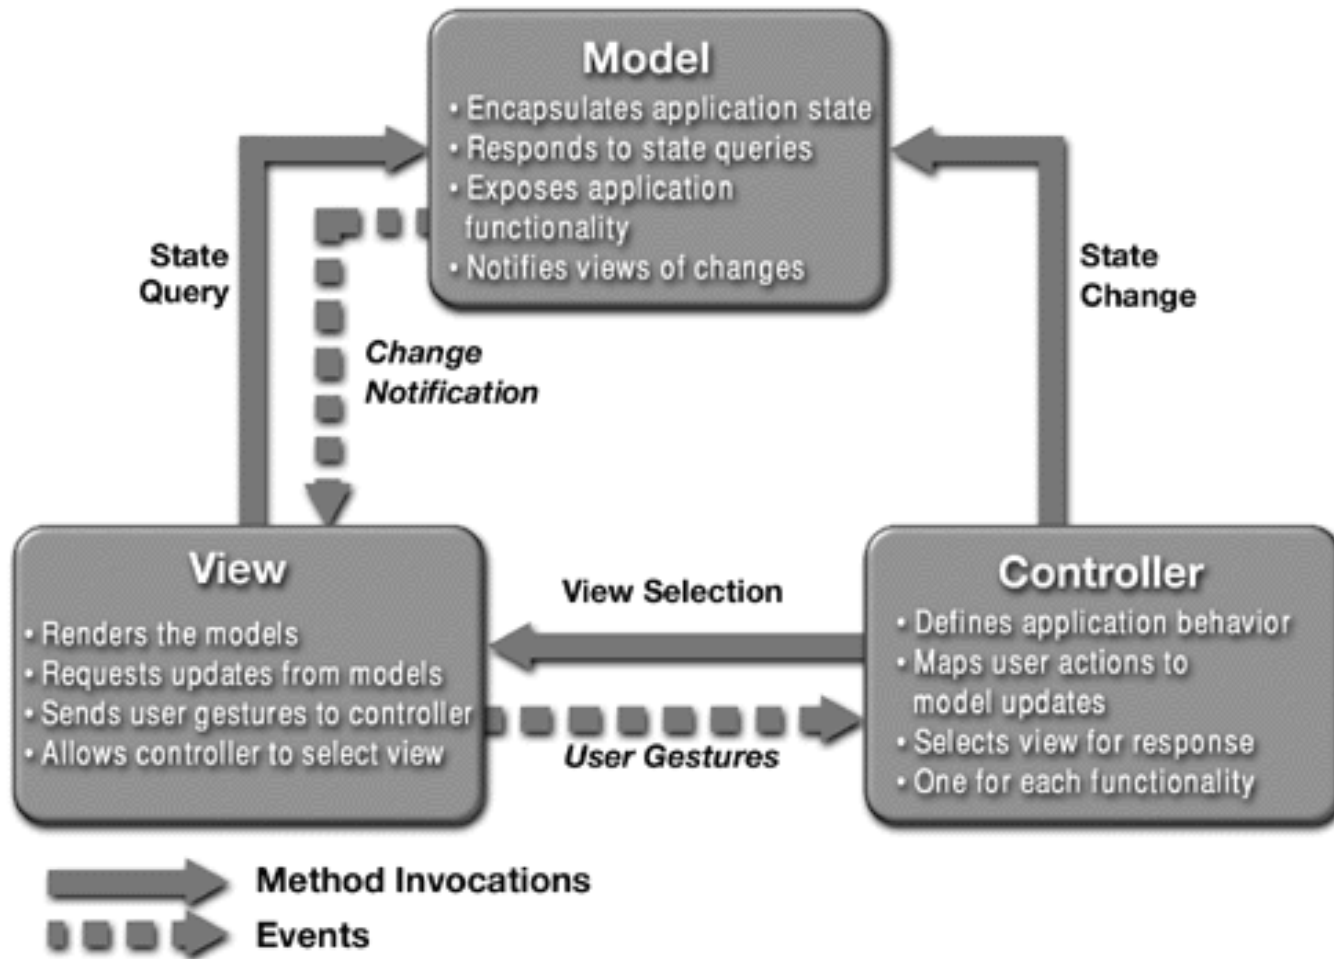 Model
• Encapsulates application state
• Responds to state queries
• Exposes application
functionality
• Notifies views of changes
State
Query
Change
Notification
State
Change
View
• Renders the models
• Requests updates from models
• Sends user gestures to controller
• Allows controller to select view
View Selection
User Gestures
Controller
• Defines application behavior
• Maps user actions to
model updates
• Selects view for response
• One for each functionality
Method Invocations
Events